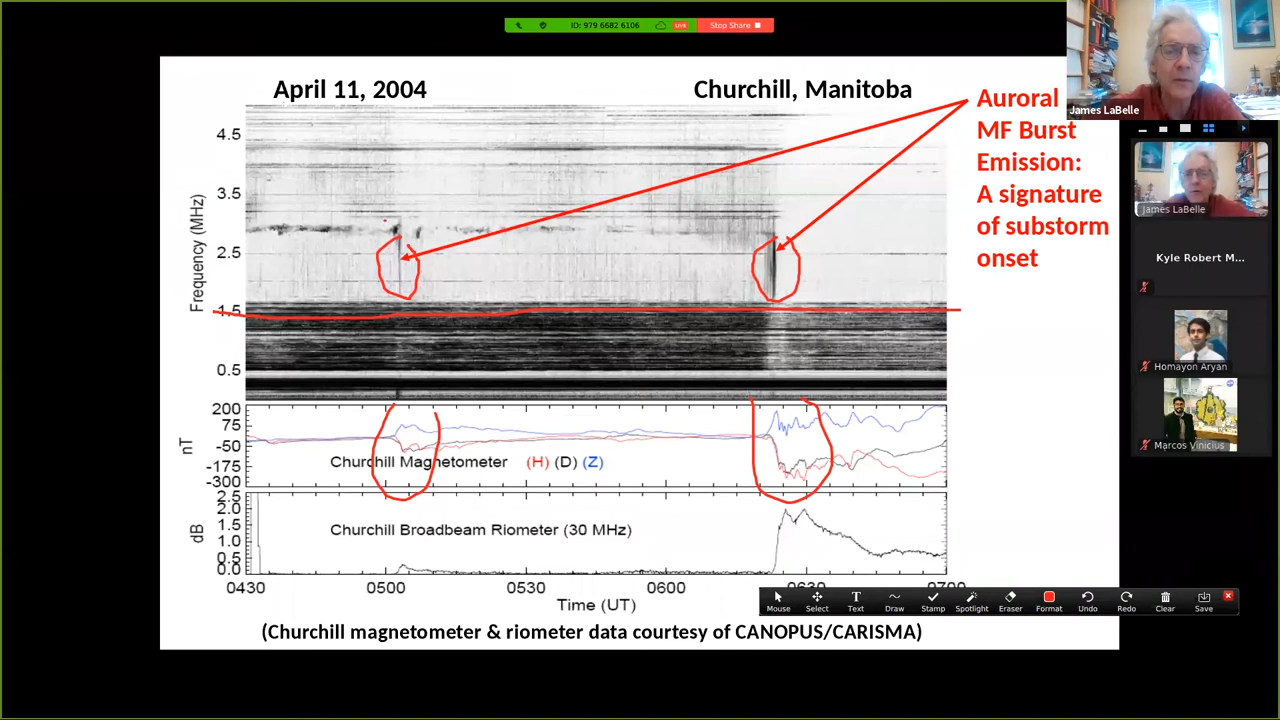 ID: 979 6682 6106
LIVE
Stop Share
April 11, 2004
Churchill, Manitoba
James LaBelle
Auroral
MF Burst
Emission:
A signature
of substorm
onset
4.5
3.5
2.5
1.5
0.5
Frequency (MHz)
James LaBelle
Kyle Robert M...
Homayon Aryan
Marcos Vinicius
200
75
-50
-175
-300
nT
Churchill Magnetometer (H) (D) (Z)
2.5
2.0
1.5
1.0
0.5
0.0
dB
Churchill Broadbeam Riometer (30 MHz)
0430 0500 0530 0600 0630 0700
Time (UT)
Mouse Select Text Draw Stamp Spotlight Eraser Format Undo Redo Clear Save
(Churchill magnetometer & riometer data courtesy of CANOPUS/CARISMA)